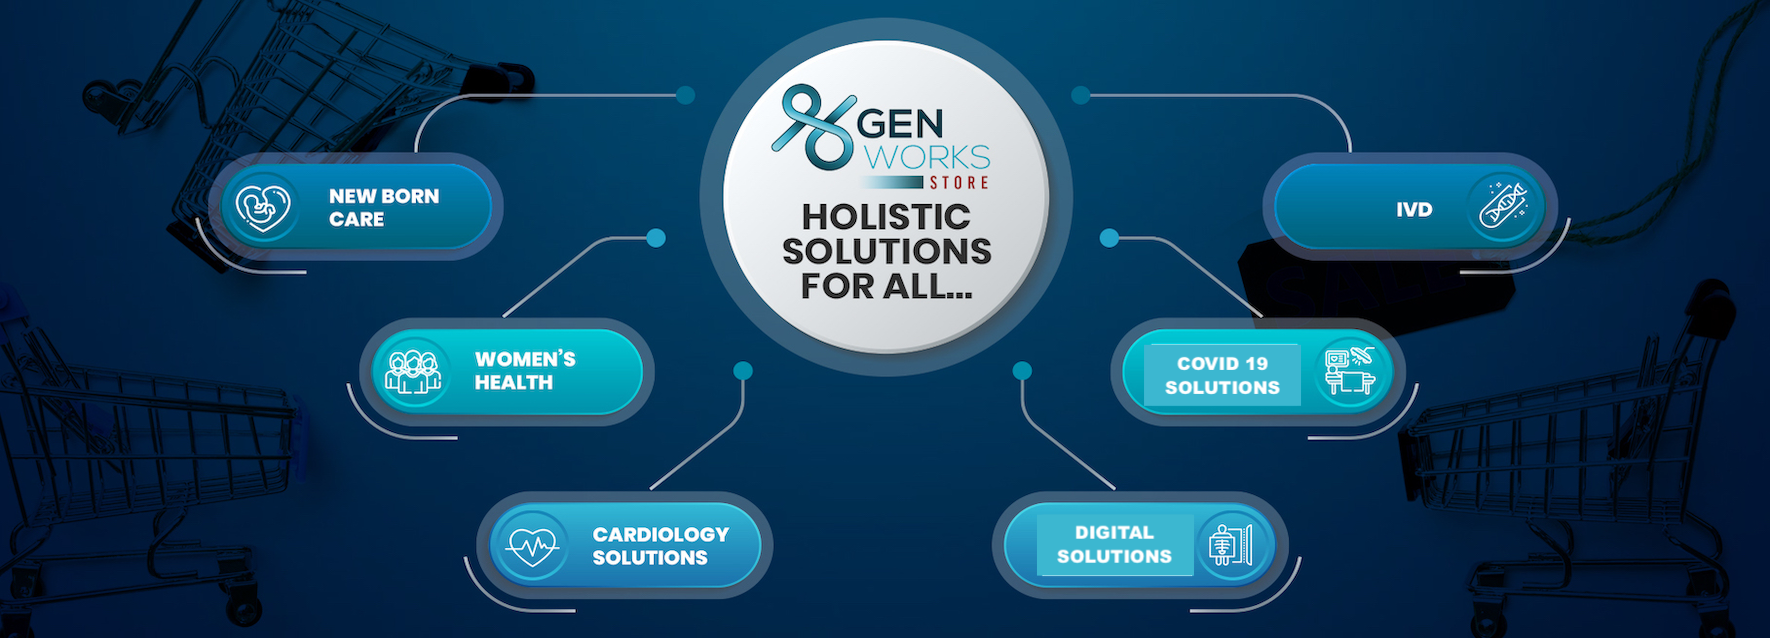 GEN
WORKS
STORE
HOLISTIC
SOLUTIONS
FOR ALL...
NEW BORN
CARE
WOMEN'S
HEALTH
CARDIOLOGY
SOLUTIONS
IVD
COVID 19
SOLUTIONS
DIGITAL
SOLUTIONS
SALE